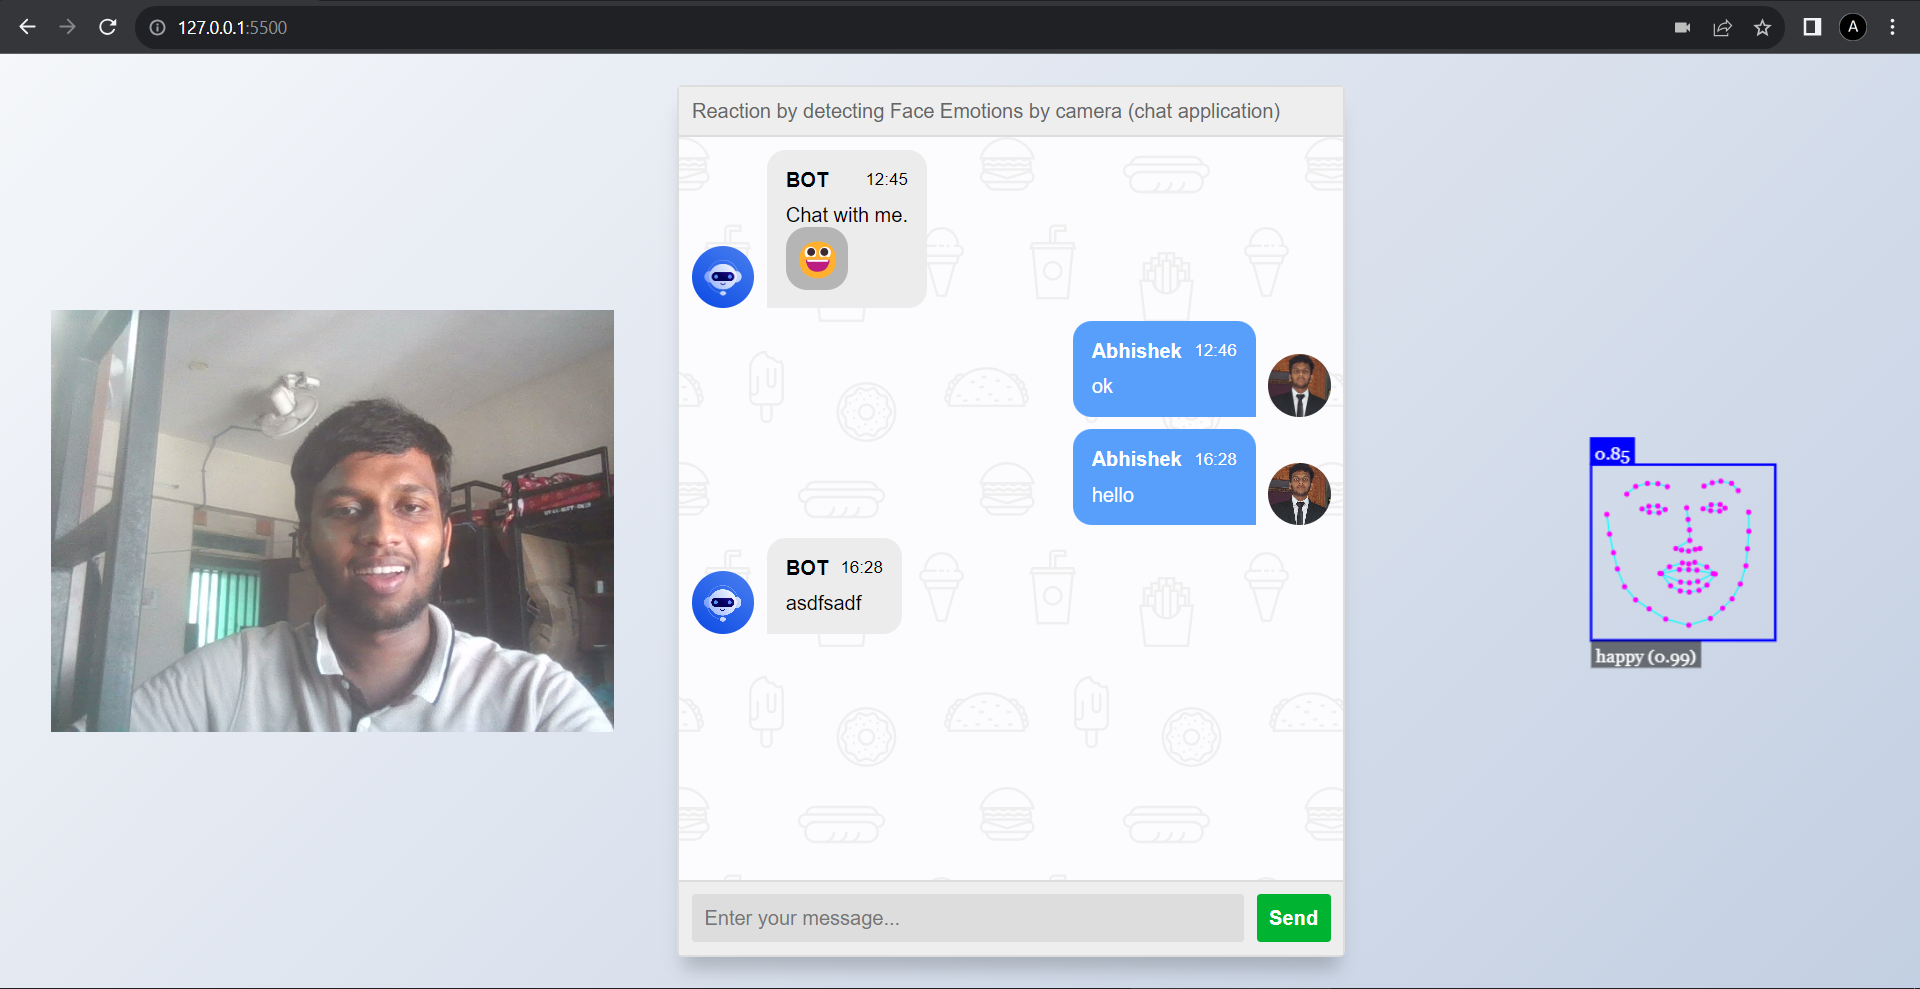 127.0.0.1:5500
A
Reaction by detecting Face Emotions by camera (chat application)
BOT 12:45
Chat with me.
Abhishek 12:46
ok
Abhishek 16:28
hello
BOT 16:28
asdfsadf
0.85
happy (0.99)
Enter your message...
Send